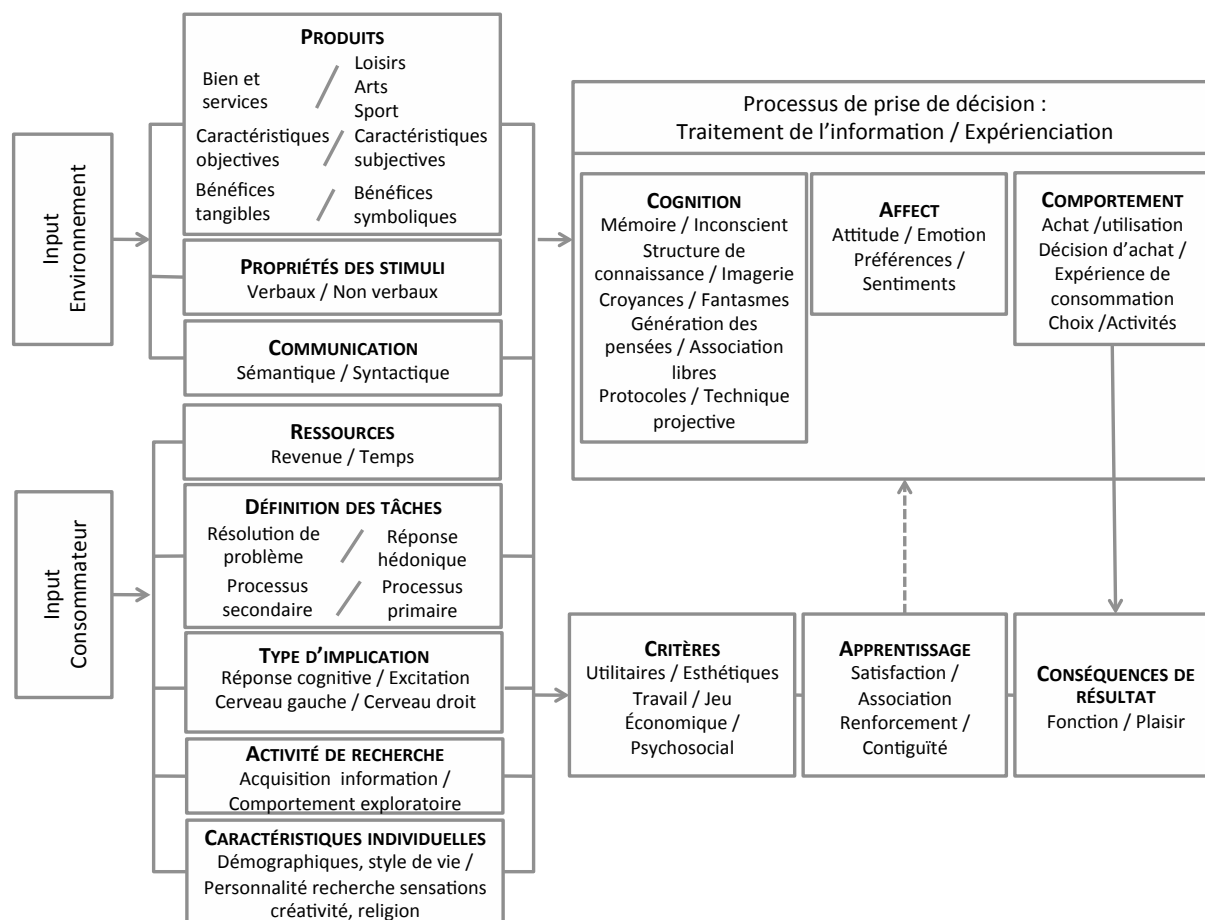 PRODUITS
Bien et services / Loisirs Arts Sport
Caractéristiques objectives / Caractéristiques subjectives
Bénéfices tangibles / Bénéfices symboliques
Input
Environnement
PROPRIÉTÉS DES STIMULI
Verbaux / Non verbaux
COMMUNICATION
Sémantique / Syntactique
Input
Consommateur
RESSOURCES
Revenue / Temps
DÉFINITION DES TÂCHES
Résolution de problème / Réponse hédonique
Processus secondaire / Processus primaire
TYPE D'IMPLICATION
Réponse cognitive / Excitation
Cerveau gauche / Cerveau droit
ACTIVITÉ DE RECHERCHE
Acquisition information /
Comportement exploratoire
CARACTÉRISTIQUES INDIVIDUELLES
Démographiques, style de vie /
Personnalité recherche sensations
créativité, religion
Processus de prise de décision :
Traitement de l'information / Expérienciation
COGNITION
Mémoire / Inconscient
Structure de
connaissance / Imagerie
Croyances / Fantasmes
Génération des
pensées / Association
libres
Protocoles / Technique
projective
AFFECT
Attitude / Emotion
Préférences /
Sentiments
COMPORTEMENT
Achat /utilisation
Décision d'achat /
Expérience de
consommation
Choix /Activités
CRITÈRES
Utilitaires / Esthétiques
Travail / Jeu
Économique /
Psychosocial
APPRENTISSAGE
Satisfaction /
Association
Renforcement /
Contiguïté
CONSÉQUENCES DE
RÉSULTAT
Fonction / Plaisir